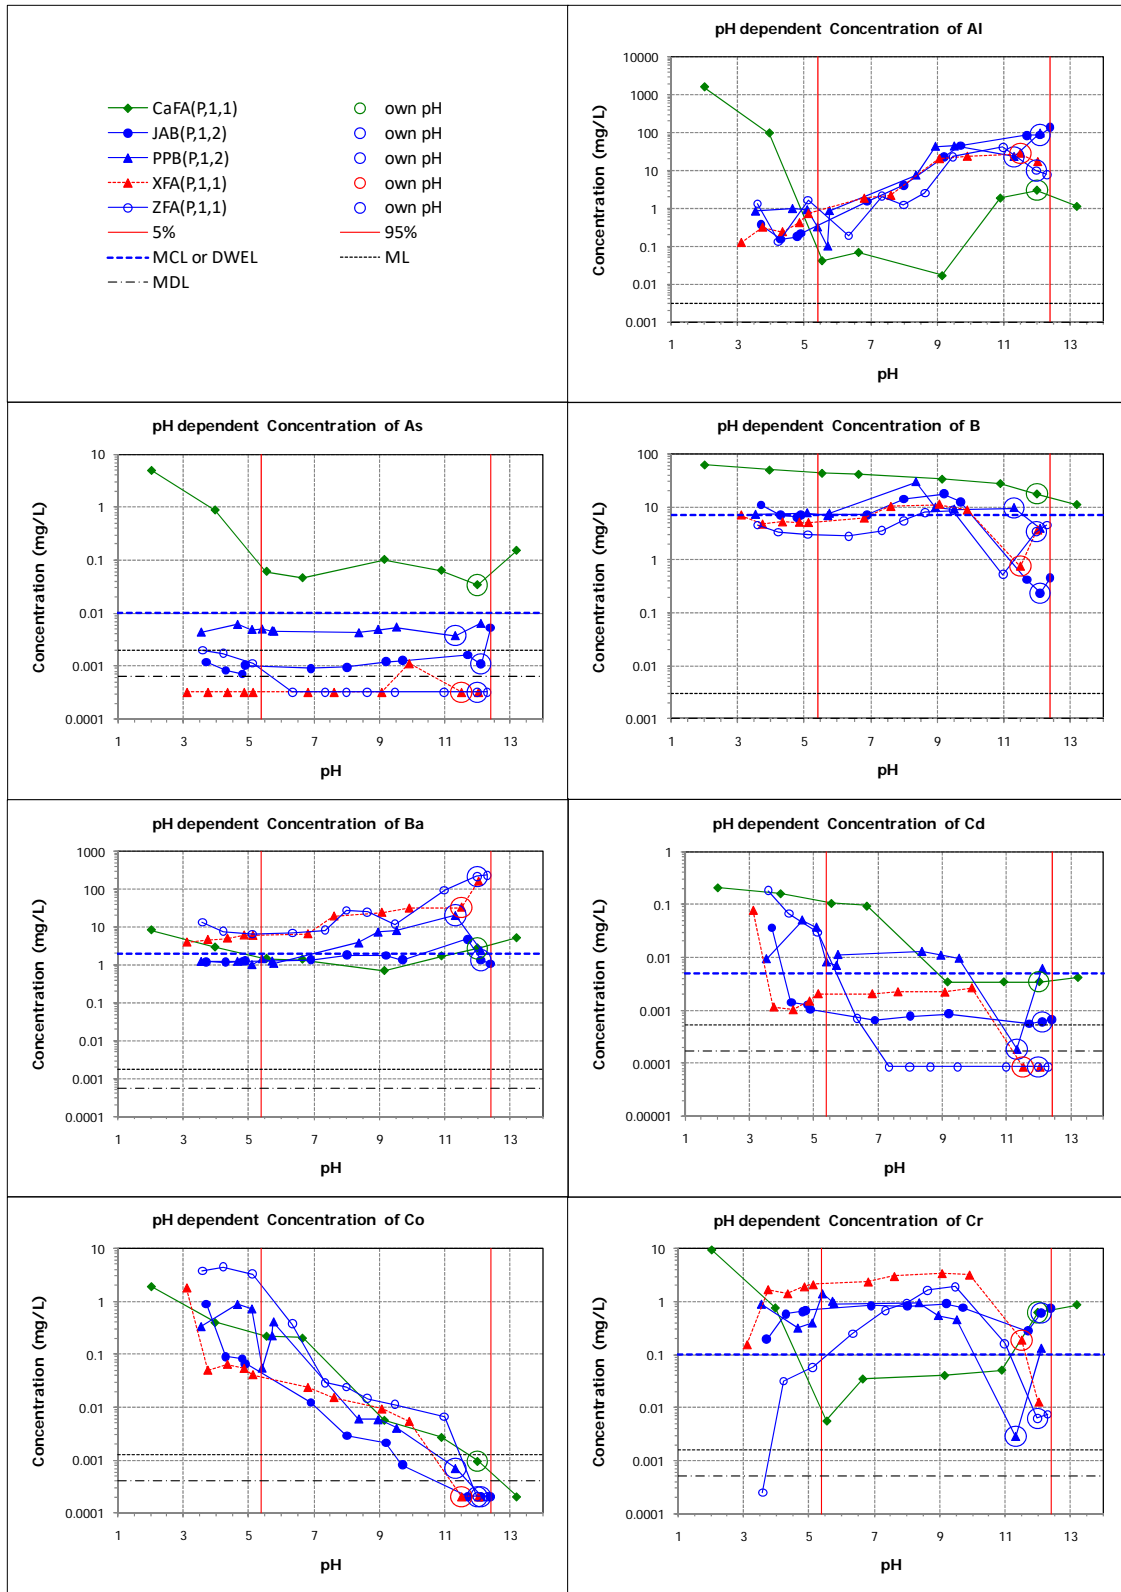 CaFA(P,1,1) own pH
JAB(P,1,2) own pH
PPB(P,1,2) own pH
XFA(P,1,1) own pH
ZFA(P,1,1) own pH
5% 95%
MCL or DWEL ML
MDL
pH dependent Concentration of Al
Concentration (mg/L)
10000
1000
100
10
1
0.1
0.01
0.001
1 3 5 7 9 11 13
pH
pH dependent Concentration of As
Concentration (mg/L)
10
1
0.1
0.01
0.001
0.0001
1 3 5 7 9 11 13
pH
pH dependent Concentration of B
Concentration (mg/L)
100
10
1
0.1
0.01
0.001
1 3 5 7 9 11 13
pH
pH dependent Concentration of Ba
Concentration (mg/L)
1000
100
10
1
0.1
0.01
0.001
0.0001
1 3 5 7 9 11 13
pH
pH dependent Concentration of Cd
Concentration (mg/L)
1
0.1
0.01
0.001
0.0001
0.00001
1 3 5 7 9 11 13
pH
pH dependent Concentration of Co
Concentration (mg/L)
10
1
0.1
0.01
0.001
0.0001
1 3 5 7 9 11 13
pH
pH dependent Concentration of Cr
Concentration (mg/L)
10
1
0.1
0.01
0.001
0.0001
1 3 5 7 9 11 13
pH